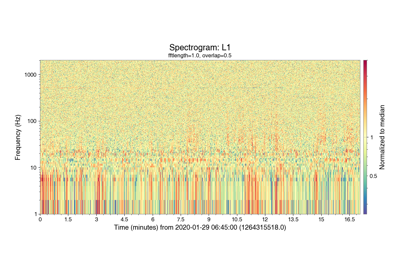 Spectrogram: L1
fftlength=1.0, overlap=0.5
1000
100
10
1
Frequency (Hz)
0 1.5 3 4.5 6 7.5 9 10.5 12 13.5 15 16.5
Time (minutes) from 2020-01-29 06:45:00 (1264315518.0)
1
0.5
Normalized to median